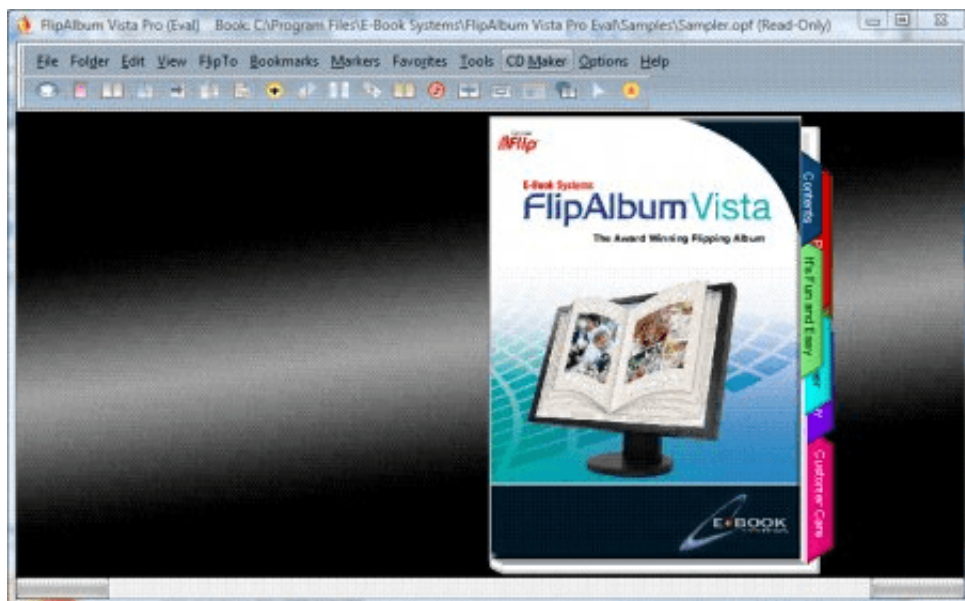 FlipAlbum Vista Pro (Eval) Book: C:\Program Files\E-Book Systems\FlipAlbum Vista Pro Eval\Samples\Sampler.opf (Read-Only)
File Folder Edit View FlipTo Bookmarks Markers Favorites Tools CD Maker Options Help
Flip
E-Book Systems
FlipAlbum Vista
The Award Winning Flipping Album
Contents
It's Fun and Easy
Customer Care
E-BOOK